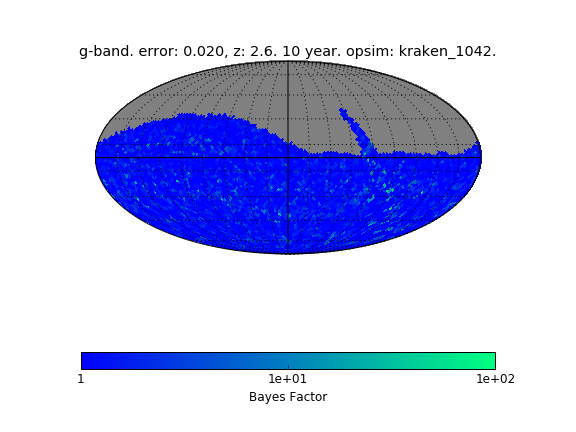 g-band. error: 0.020, z: 2.6. 10 year. opsim: kraken_1042.
1 1e+01 1e+02
Bayes Factor